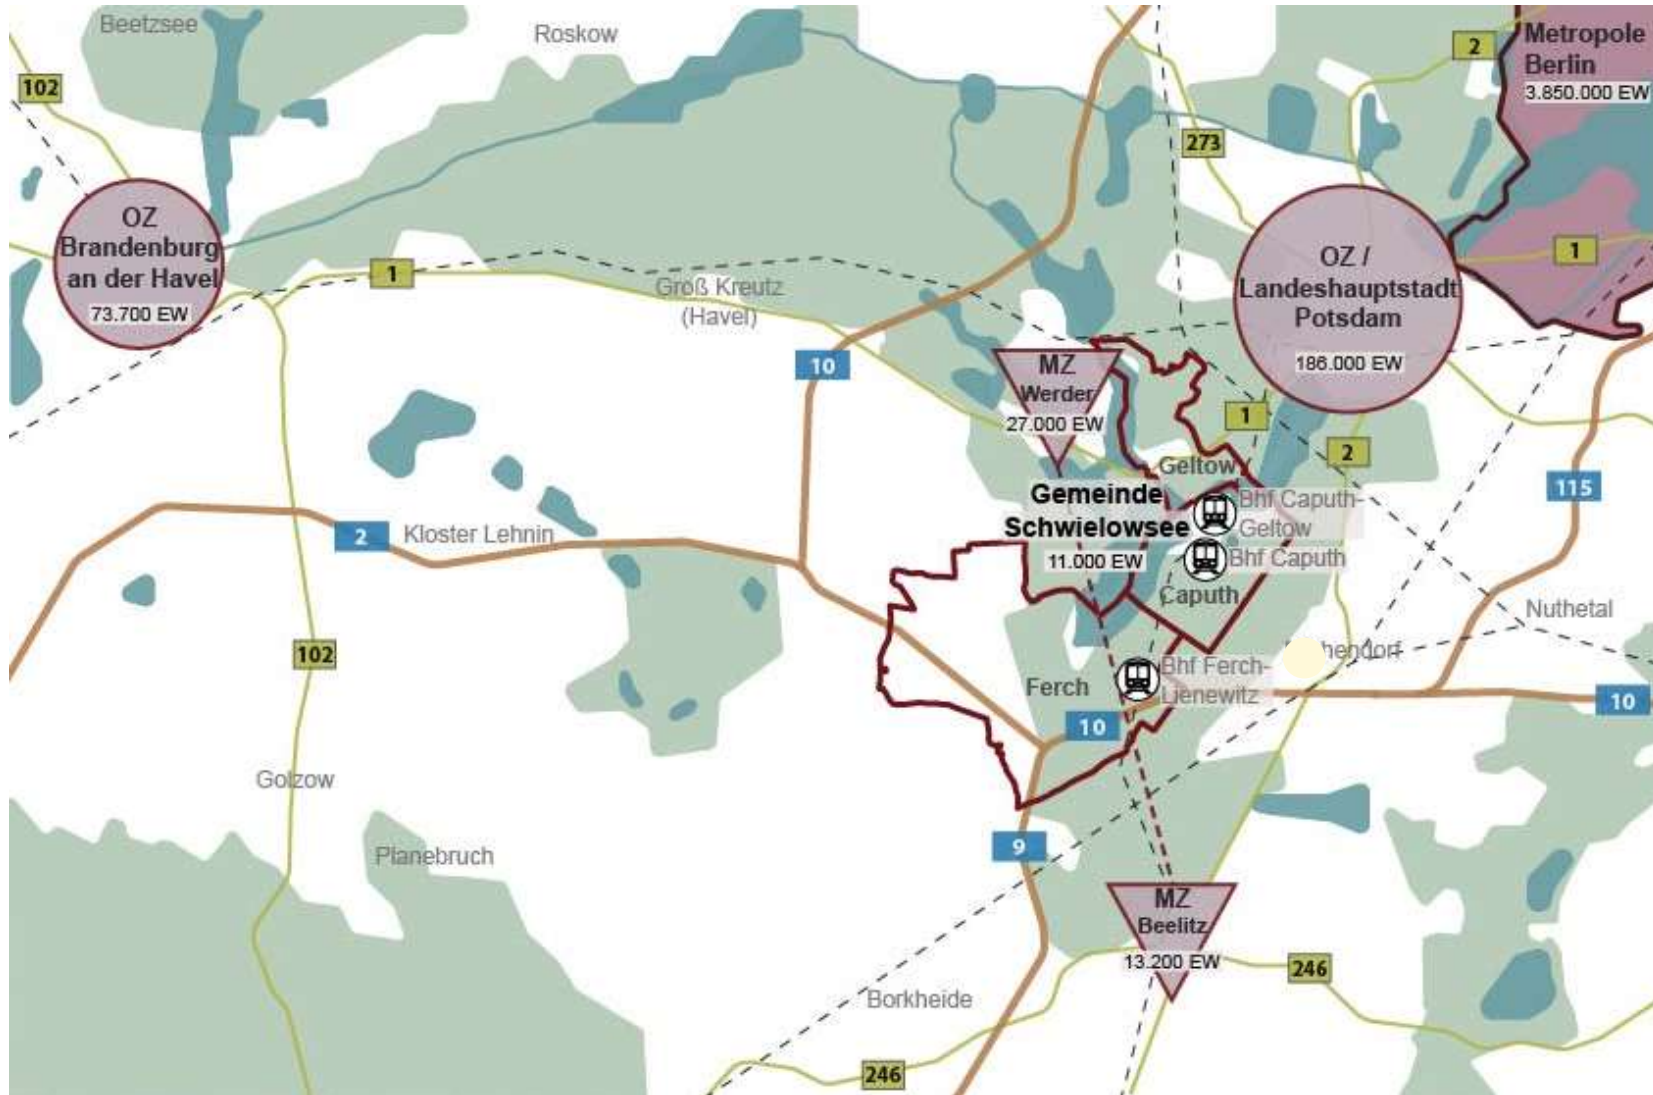 Beetzsee
Roskow
102
2
Metropole
Berlin
3.850.000 EW
273
OZ
Brandenburg
an der Havel
73.700 EW
1
Groß Kreutz
(Havel)
OZ /
Landeshauptstadt
Potsdam
186.000 EW
1
10
MZ
Werder
27.000 EW
1
2
115
Geltow
Gemeinde
Schwielowsee
11.000 EW
Bhf Caputh-
Geltow
Bhf Caputh
Caputh
2
Kloster Lehnin
Nuthetal
102
Bhf Ferch-
Lienewitz
Ferch
10
10
Golzow
Planebruch
9
MZ
Beelitz
13.200 EW
246
Borkheide
246